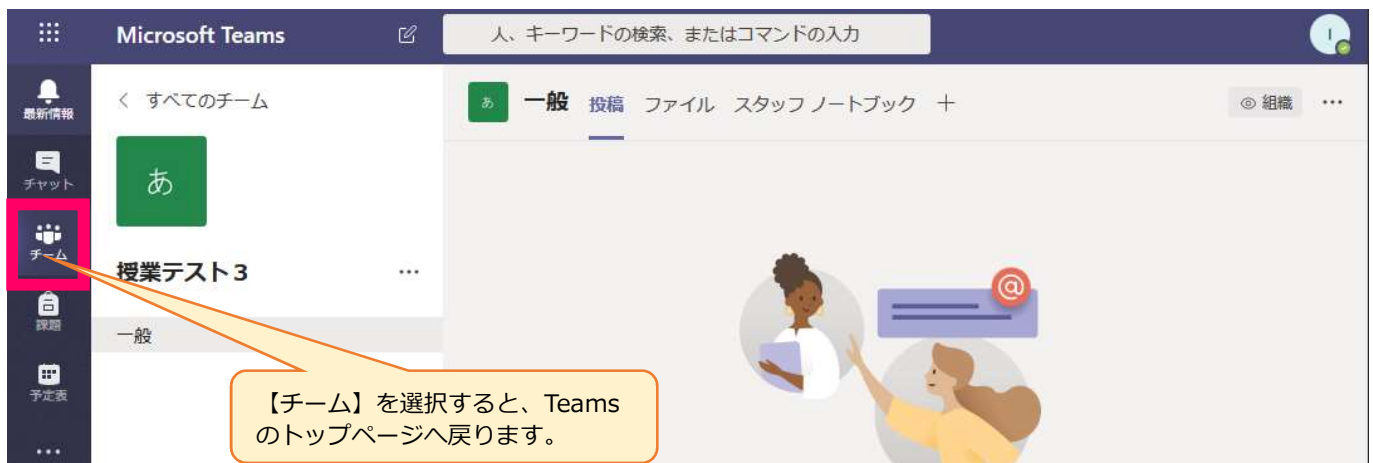 Microsoft Teams
人、キーワードの検索、またはコマンドの入力
I
最新情報
チャット
チーム
課題
予定表
…
< すべてのチーム
あ
授業テスト3
…
一般
あ 一般 投稿 ファイル スタッフ ノートブック +
組織 …
@
【チーム】を選択すると、Teams
のトップページへ戻ります。